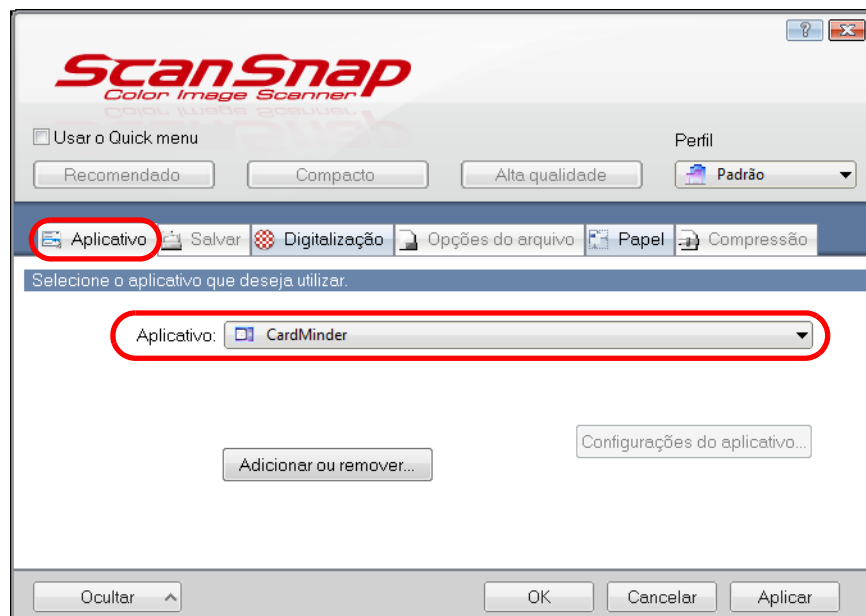 ScanSnap
Color Image Scanner
Usar o Quick menu
Perfil
Recomendado Compacto Alta qualidade Padrão
Aplicativo Salvar Digitalização Opções do arquivo Papel Compressão
Selecione o aplicativo que deseja utilizar.
Aplicativo: CardMinder
Configurações do aplicativo...
Adicionar ou remover...
Ocultar OK Cancelar Aplicar